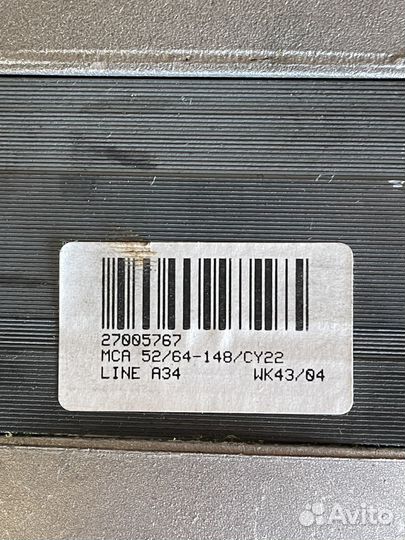 27005767
MCA 52/64-148/CY22
LINE A34 WK43/04
Avito